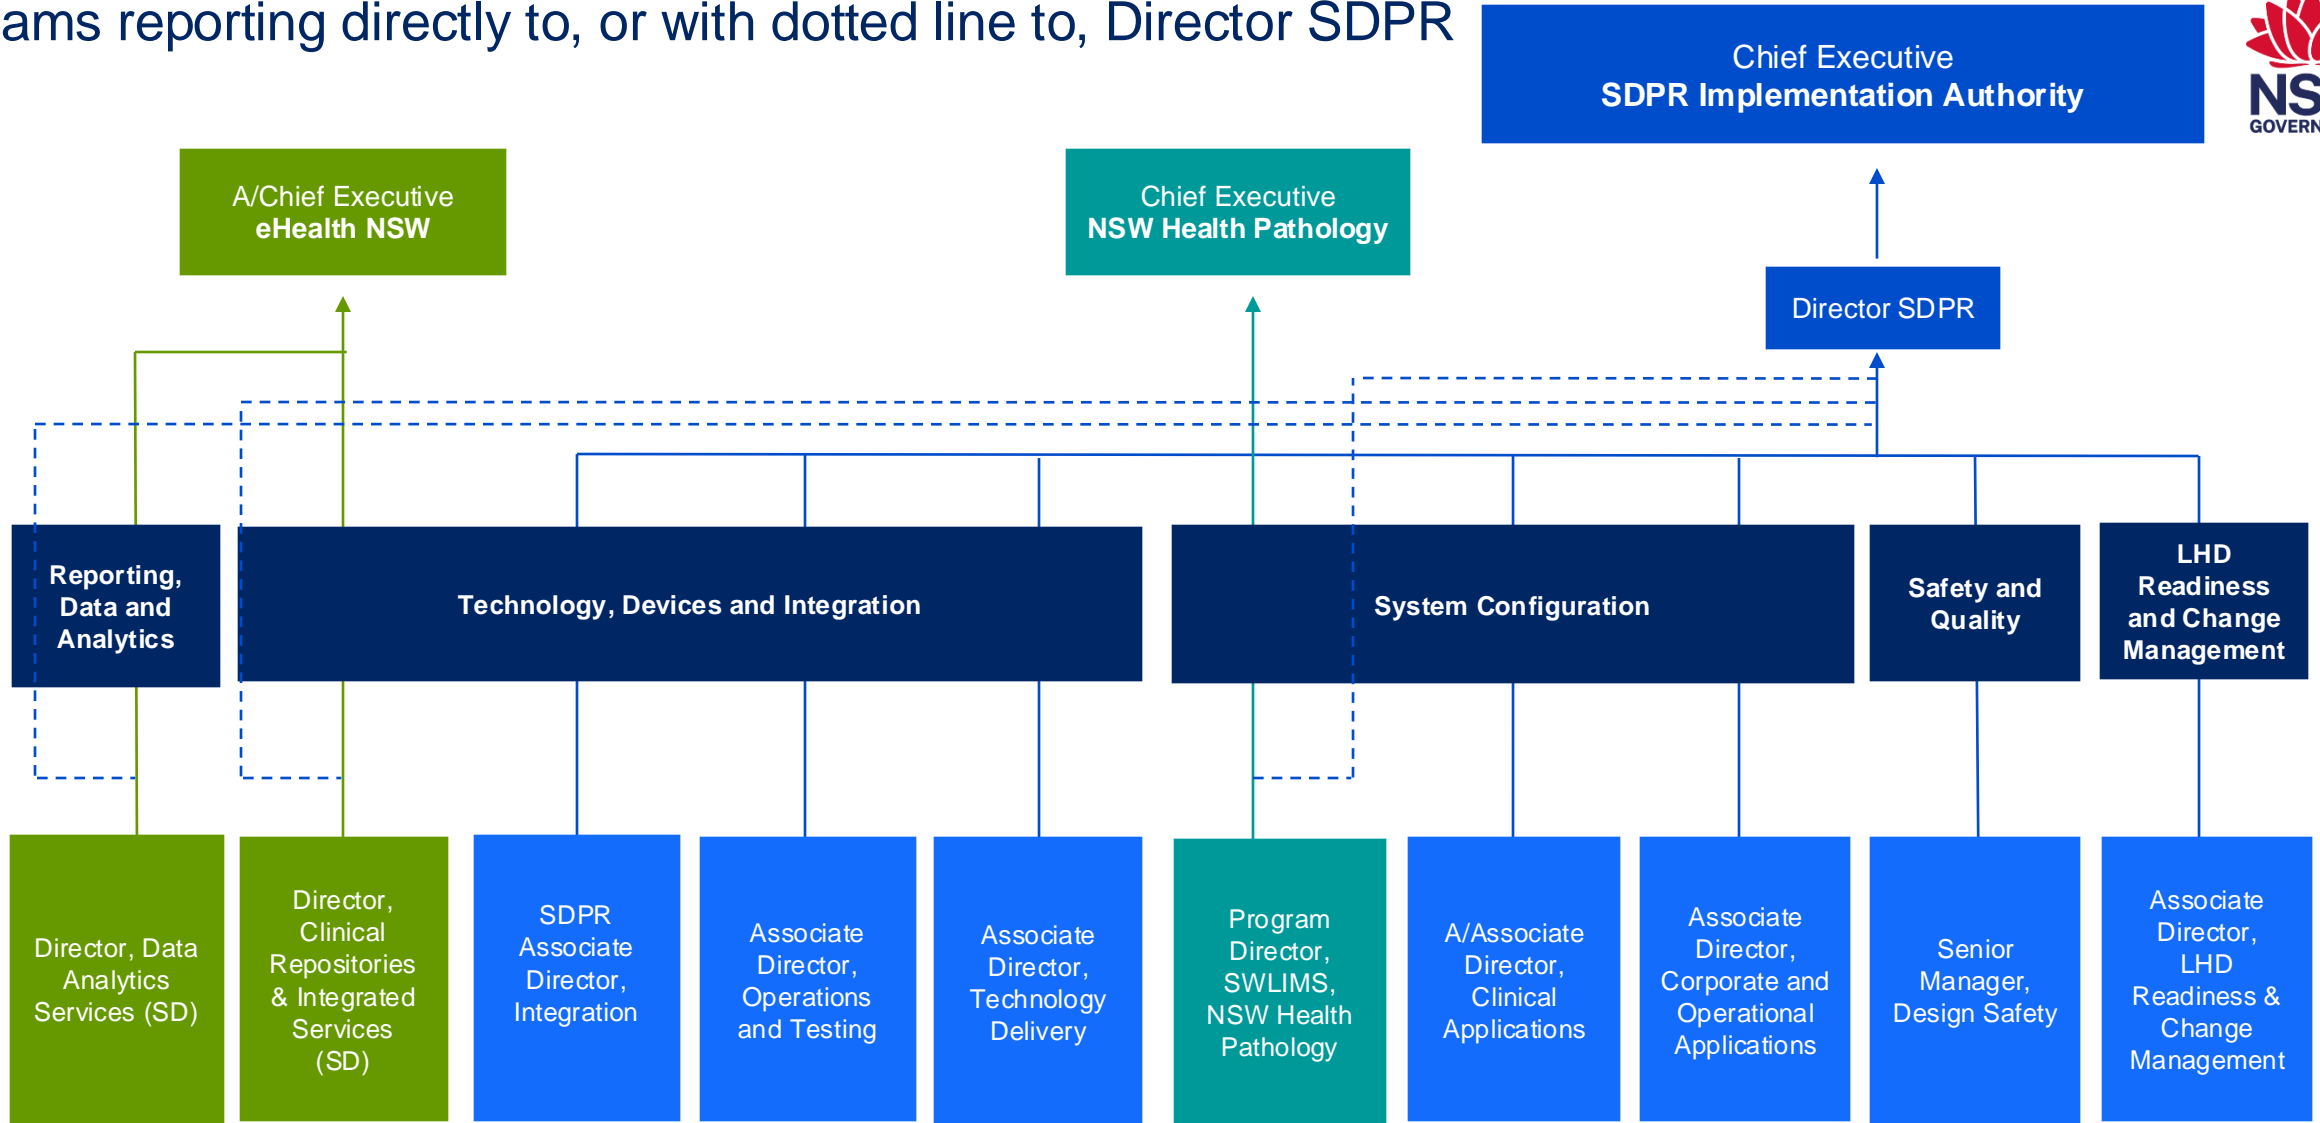 ams reporting directly to, or with dotted line to, Director SDPR
Chief Executive
SDPR Implementation Authority
NS
GOVERN
A/Chief Executive
eHealth NSW
Chief Executive
NSW Health Pathology
Director SDPR
Reporting,
Data and
Analytics
Technology, Devices and Integration
System Configuration
Safety and
Quality
LHD
Readiness
and Change
Management
Director, Data
Analytics
Services (SD)
Director,
Clinical
Repositories
& Integrated
Services
(SD)
SDPR
Associate
Director,
Integration
Associate
Director,
Operations
and Testing
Associate
Director,
Technology
Delivery
Program
Director,
SWLIMS,
NSW Health
Pathology
A/Associate
Director,
Clinical
Applications
Associate
Director,
Corporate and
Operational
Applications
Senior
Manager,
Design Safety
Associate
Director,
LHD
Readiness &
Change
Management